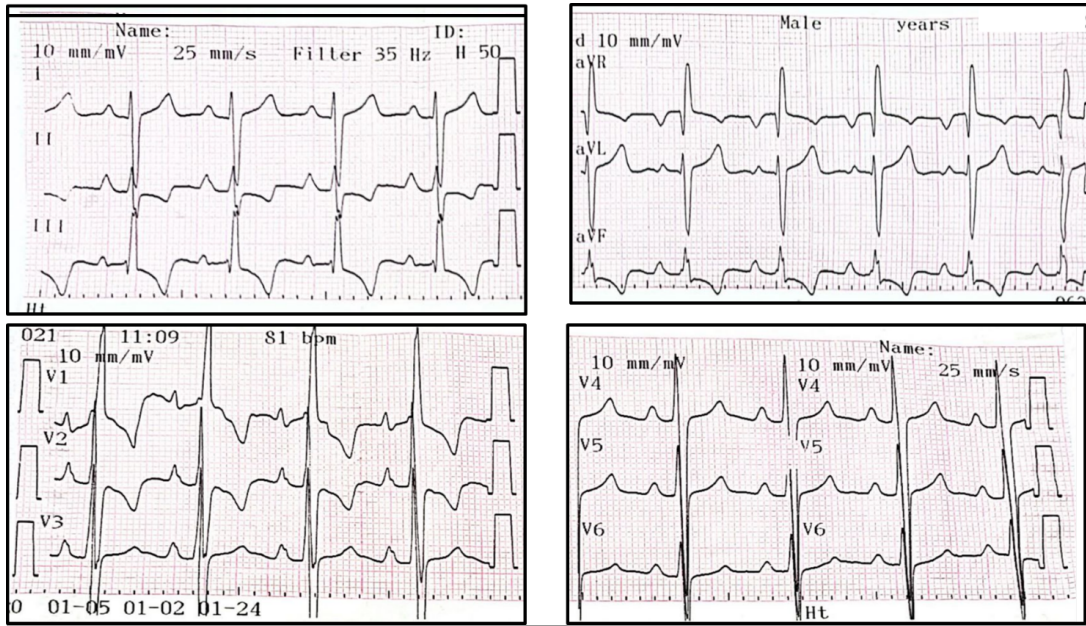 Name: ID:
10 mm/mV 25 mm/s Filter 35 Hz H 50
I
II
III
Ht
Male years
d 10 mm/mV
aVR
aVL
aVF
021 11:09 81 bpm
10 mm/mV
V1
V2
V3
01-05 01-02 01-24
Name:
10 mm/mV 10 mm/mV 25 mm/s
V4 V4
V5 V5
V6 V6
Ht